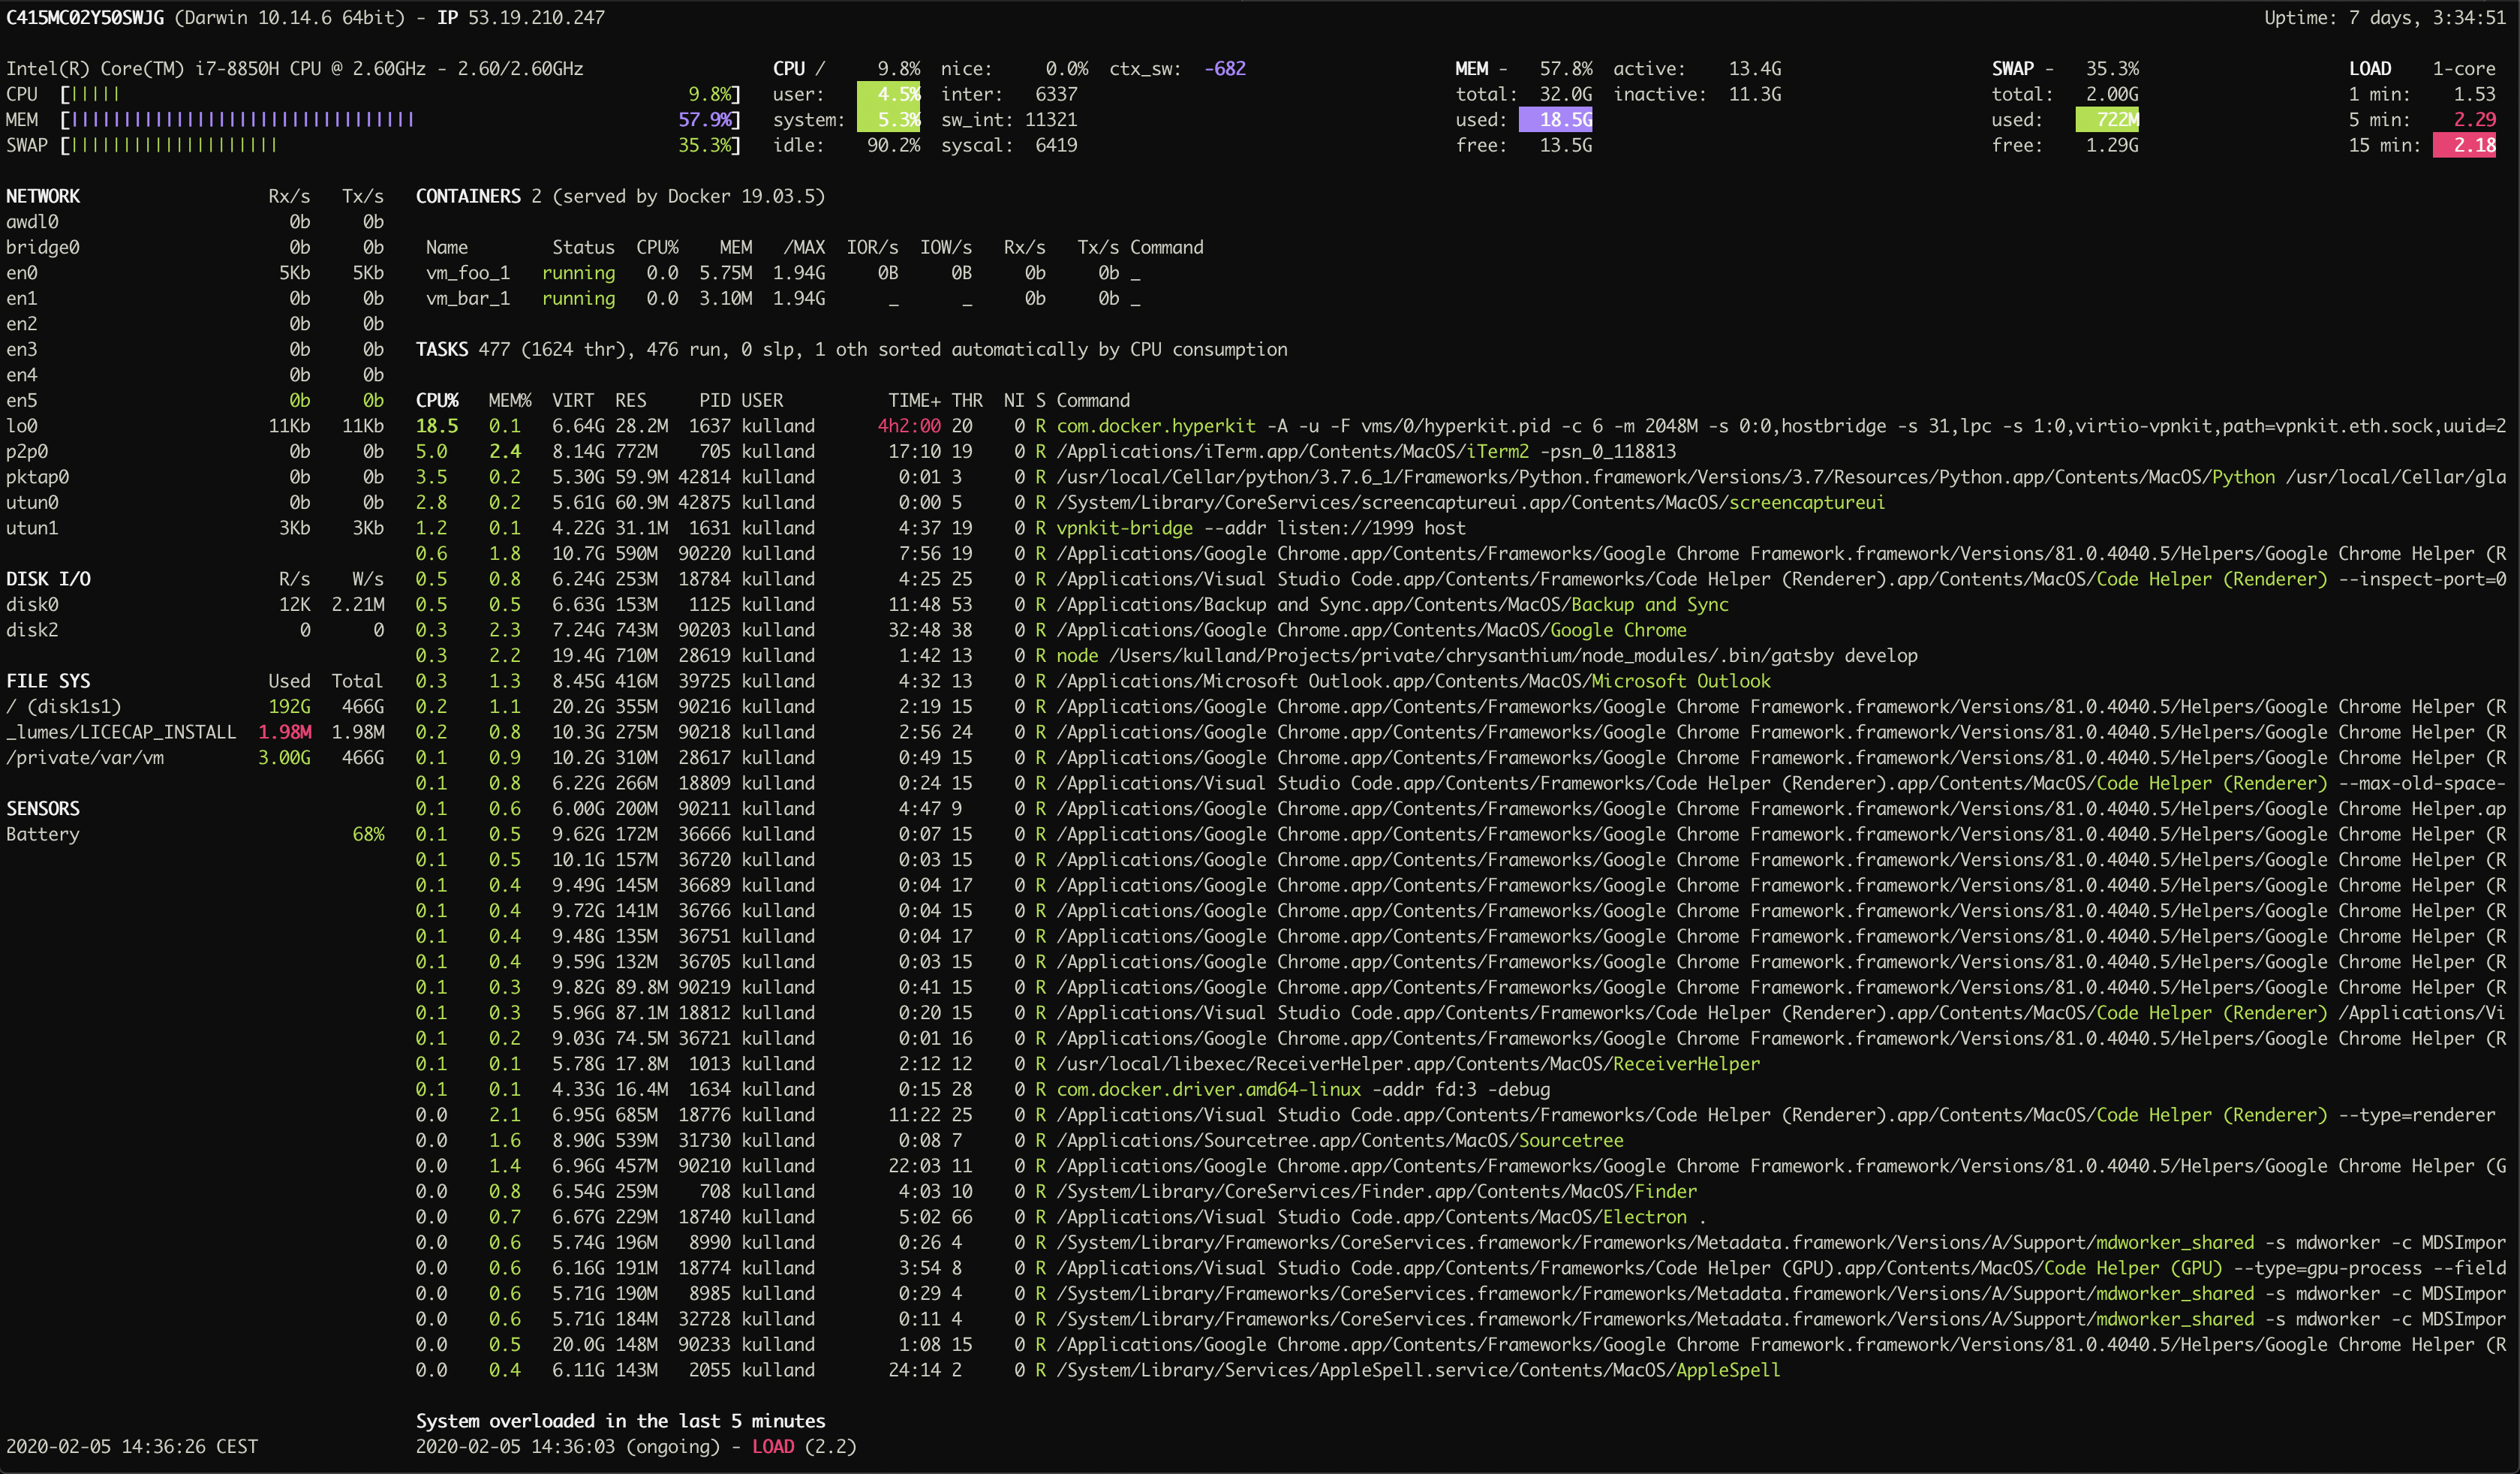 C415MC02Y50SWJG (Darwin 10.14.6 64bit) - IP 53.19.210.247 Uptime: 7 days, 3:34:51
Intel(R) Core(TM) i7-8850H CPU @ 2.60GHz - 2.60/2.60GHz CPU / 9.8% nice: 0.0% ctx_sw: -682 MEM - 57.8% active: 13.4G SWAP - 35.3% LOAD 1-core
CPU [||||| 9.8%] user: 4.5% inter: 6337 total: 32.0G inactive: 11.3G total: 2.00G 1 min: 1.53
MEM [||||||||||||||||||||||||||||||||| 57.9%] system: 5.3% sw_int: 11321 used: 18.5G used: 722M 5 min: 2.29
SWAP [|||||||||||||||||||| 35.3%] idle: 90.2% syscal: 6419 free: 13.5G free: 1.29G 15 min: 2.18
NETWORK Rx/s Tx/s
awdl0 0b 0b
bridge0 0b 0b
en0 5Kb 5Kb
en1 0b 0b
en2 0b 0b
en3 0b 0b
en4 0b 0b
en5 0b 0b
lo0 11Kb 11Kb
p2p0 0b 0b
pktap0 0b 0b
utun0 0b 0b
utun1 3Kb 3Kb
DISK I/O R/s W/s
disk0 12K 2.21M
disk2 0 0
FILE SYS Used Total
/ (disk1s1) 192G 466G
_lumes/LICECAP_INSTALL 1.98M 1.98M
/private/var/vm 3.00G 466G
SENSORS
Battery 68%
CONTAINERS 2 (served by Docker 19.03.5)
Name Status CPU% MEM /MAX IOR/s IOW/s Rx/s Tx/s Command
vm_foo_1 running 0.0 5.75M 1.94G 0B 0B 0b 0b _
vm_bar_1 running 0.0 3.10M 1.94G _ _ 0b 0b _
TASKS 477 (1624 thr), 476 run, 0 slp, 1 oth sorted automatically by CPU consumption
CPU% MEM% VIRT RES PID USER TIME+ THR NI S Command
18.5 0.1 6.64G 28.2M 1637 kulland 4h2:00 20 0 R com.docker.hyperkit -A -u -F vms/0/hyperkit.pid -c 6 -m 2048M -s 0:0,hostbridge -s 31,lpc -s 1:0,virtio-vpnkit,path=vpnkit.eth.sock,uuid=2
5.0 2.4 8.14G 772M 705 kulland 17:10 19 0 R /Applications/iTerm.app/Contents/MacOS/iTerm2 -psn_0_118813
3.5 0.2 5.30G 59.9M 42814 kulland 0:01 3 0 R /usr/local/Cellar/python/3.7.6_1/Frameworks/Python.framework/Versions/3.7/Resources/Python.app/Contents/MacOS/Python /usr/local/Cellar/gla
2.8 0.2 5.61G 60.9M 42875 kulland 0:00 5 0 R /System/Library/CoreServices/screencaptureui.app/Contents/MacOS/screencaptureui
1.2 0.1 4.22G 31.1M 1631 kulland 4:37 19 0 R vpnkit-bridge --addr listen://1999 host
0.6 1.8 10.7G 590M 90220 kulland 7:56 19 0 R /Applications/Google Chrome.app/Contents/Frameworks/Google Chrome Framework.framework/Versions/81.0.4040.5/Helpers/Google Chrome Helper (R
0.5 0.8 6.24G 253M 18784 kulland 4:25 25 0 R /Applications/Visual Studio Code.app/Contents/Frameworks/Code Helper (Renderer).app/Contents/MacOS/Code Helper (Renderer) --inspect-port=0
0.5 0.5 6.63G 153M 1125 kulland 11:48 53 0 R /Applications/Backup and Sync.app/Contents/MacOS/Backup and Sync
0.3 2.3 7.24G 743M 90203 kulland 32:48 38 0 R /Applications/Google Chrome.app/Contents/MacOS/Google Chrome
0.3 2.2 19.4G 710M 28619 kulland 1:42 13 0 R node /Users/kulland/Projects/private/chrysanthium/node_modules/.bin/gatsby develop
0.3 1.3 8.45G 416M 39725 kulland 4:32 13 0 R /Applications/Microsoft Outlook.app/Contents/MacOS/Microsoft Outlook
0.2 1.1 20.2G 355M 90216 kulland 2:19 15 0 R /Applications/Google Chrome.app/Contents/Frameworks/Google Chrome Framework.framework/Versions/81.0.4040.5/Helpers/Google Chrome Helper (R
0.2 0.8 10.3G 275M 90218 kulland 2:56 24 0 R /Applications/Google Chrome.app/Contents/Frameworks/Google Chrome Framework.framework/Versions/81.0.4040.5/Helpers/Google Chrome Helper (R
0.1 0.9 10.2G 310M 28617 kulland 0:49 15 0 R /Applications/Google Chrome.app/Contents/Frameworks/Google Chrome Framework.framework/Versions/81.0.4040.5/Helpers/Google Chrome Helper (R
0.1 0.8 6.22G 266M 18809 kulland 0:24 15 0 R /Applications/Visual Studio Code.app/Contents/Frameworks/Code Helper (Renderer).app/Contents/MacOS/Code Helper (Renderer) --max-old-space-
0.1 0.6 6.00G 200M 90211 kulland 4:47 9 0 R /Applications/Google Chrome.app/Contents/Frameworks/Google Chrome Framework.framework/Versions/81.0.4040.5/Helpers/Google Chrome Helper.ap
0.1 0.5 9.62G 172M 36666 kulland 0:07 15 0 R /Applications/Google Chrome.app/Contents/Frameworks/Google Chrome Framework.framework/Versions/81.0.4040.5/Helpers/Google Chrome Helper (R
0.1 0.5 10.1G 157M 36720 kulland 0:03 15 0 R /Applications/Google Chrome.app/Contents/Frameworks/Google Chrome Framework.framework/Versions/81.0.4040.5/Helpers/Google Chrome Helper (R
0.1 0.4 9.49G 145M 36689 kulland 0:04 17 0 R /Applications/Google Chrome.app/Contents/Frameworks/Google Chrome Framework.framework/Versions/81.0.4040.5/Helpers/Google Chrome Helper (R
0.1 0.4 9.72G 141M 36766 kulland 0:04 15 0 R /Applications/Google Chrome.app/Contents/Frameworks/Google Chrome Framework.framework/Versions/81.0.4040.5/Helpers/Google Chrome Helper (R
0.1 0.4 9.48G 135M 36751 kulland 0:04 17 0 R /Applications/Google Chrome.app/Contents/Frameworks/Google Chrome Framework.framework/Versions/81.0.4040.5/Helpers/Google Chrome Helper (R
0.1 0.4 9.59G 132M 36705 kulland 0:03 15 0 R /Applications/Google Chrome.app/Contents/Frameworks/Google Chrome Framework.framework/Versions/81.0.4040.5/Helpers/Google Chrome Helper (R
0.1 0.3 9.82G 89.8M 90219 kulland 0:41 15 0 R /Applications/Google Chrome.app/Contents/Frameworks/Google Chrome Framework.framework/Versions/81.0.4040.5/Helpers/Google Chrome Helper (R
0.1 0.3 5.96G 87.1M 18812 kulland 0:20 15 0 R /Applications/Visual Studio Code.app/Contents/Frameworks/Code Helper (Renderer).app/Contents/MacOS/Code Helper (Renderer) /Applications/Vi
0.1 0.2 9.03G 74.5M 36721 kulland 0:01 16 0 R /Applications/Google Chrome.app/Contents/Frameworks/Google Chrome Framework.framework/Versions/81.0.4040.5/Helpers/Google Chrome Helper (R
0.1 0.1 5.78G 17.8M 1013 kulland 2:12 12 0 R /usr/local/libexec/ReceiverHelper.app/Contents/MacOS/ReceiverHelper
0.1 0.1 4.33G 16.4M 1634 kulland 0:15 28 0 R com.docker.driver.amd64-linux -addr fd:3 -debug
0.0 2.1 6.95G 685M 18776 kulland 11:22 25 0 R /Applications/Visual Studio Code.app/Contents/Frameworks/Code Helper (Renderer).app/Contents/MacOS/Code Helper (Renderer) --type=renderer
0.0 1.6 8.90G 539M 31730 kulland 0:08 7 0 R /Applications/Sourcetree.app/Contents/MacOS/Sourcetree
0.0 1.4 6.96G 457M 90210 kulland 22:03 11 0 R /Applications/Google Chrome.app/Contents/Frameworks/Google Chrome Framework.framework/Versions/81.0.4040.5/Helpers/Google Chrome Helper (G
0.0 0.8 6.54G 259M 708 kulland 4:03 10 0 R /System/Library/CoreServices/Finder.app/Contents/MacOS/Finder
0.0 0.7 6.67G 229M 18740 kulland 5:02 66 0 R /Applications/Visual Studio Code.app/Contents/MacOS/Electron .
0.0 0.6 5.74G 196M 8990 kulland 0:26 4 0 R /System/Library/Frameworks/CoreServices.framework/Frameworks/Metadata.framework/Versions/A/Support/mdworker_shared -s mdworker -c MDSImpor
0.0 0.6 6.16G 191M 18774 kulland 3:54 8 0 R /Applications/Visual Studio Code.app/Contents/Frameworks/Code Helper (GPU).app/Contents/MacOS/Code Helper (GPU) --type=gpu-process --field
0.0 0.6 5.71G 190M 8985 kulland 0:29 4 0 R /System/Library/Frameworks/CoreServices.framework/Frameworks/Metadata.framework/Versions/A/Support/mdworker_shared -s mdworker -c MDSImpor
0.0 0.6 5.71G 184M 32728 kulland 0:11 4 0 R /System/Library/Frameworks/CoreServices.framework/Frameworks/Metadata.framework/Versions/A/Support/mdworker_shared -s mdworker -c MDSImpor
0.0 0.5 20.0G 148M 90233 kulland 1:08 15 0 R /Applications/Google Chrome.app/Contents/Frameworks/Google Chrome Framework.framework/Versions/81.0.4040.5/Helpers/Google Chrome Helper (R
0.0 0.4 6.11G 143M 2055 kulland 24:14 2 0 R /System/Library/Services/AppleSpell.service/Contents/MacOS/AppleSpell
System overloaded in the last 5 minutes
2020-02-05 14:36:26 CEST 2020-02-05 14:36:03 (ongoing) - LOAD (2.2)